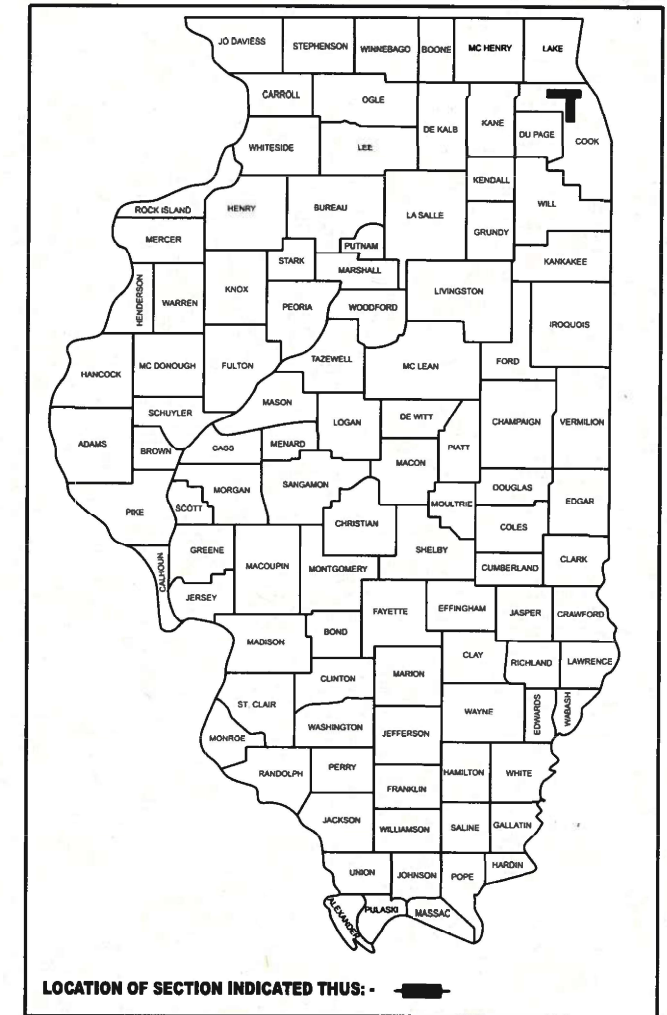 JO DAVIESS
STEPHENSON
WINNEBAGO
BOONE
MC HENRY
LAKE
CARROLL
OGLE
DE KALB
KANE
DU PAGE
COOK
WHITESIDE
LEE
KENDALL
WILL
ROCK ISLAND
HENRY
BUREAU
LA SALLE
GRUNDY
MERCER
PUTNAM
KANKAKEE
STARK
MARSHALL
HENDERSON
WARREN
KNOX
PEORIA
WOODFORD
LIVINGSTON
IROQUOIS
HANCOCK
MC DONOUGH
FULTON
TAZEWELL
MC LEAN
FORD
MASON
SCHUYLER
LOGAN
DE WITT
CHAMPAIGN
VERMILION
ADAMS
BROWN
CASS
MENARD
PIATT
MACON
PIKE
SCOTT
MORGAN
SANGAMON
MOULTRIE
DOUGLAS
EDGAR
CHRISTIAN
COLES
CALHOUN
GREENE
MACOUPIN
MONTGOMERY
SHELBY
CUMBERLAND
CLARK
JERSEY
FAYETTE
EFFINGHAM
JASPER
CRAWFORD
MADISON
BOND
CLAY
RICHLAND
LAWRENCE
CLINTON
MARION
ST. CLAIR
WASHINGTON
WAYNE
EDWARDS
WABASH
MONROE
JEFFERSON
RANDOLPH
PERRY
HAMILTON
WHITE
FRANKLIN
JACKSON
WILLIAMSON
SALINE
GALLATIN
UNION
JOHNSON
POPE
HARDIN
ALEXANDER
PULASKI
MASSAC
LOCATION OF SECTION INDICATED THUS: -